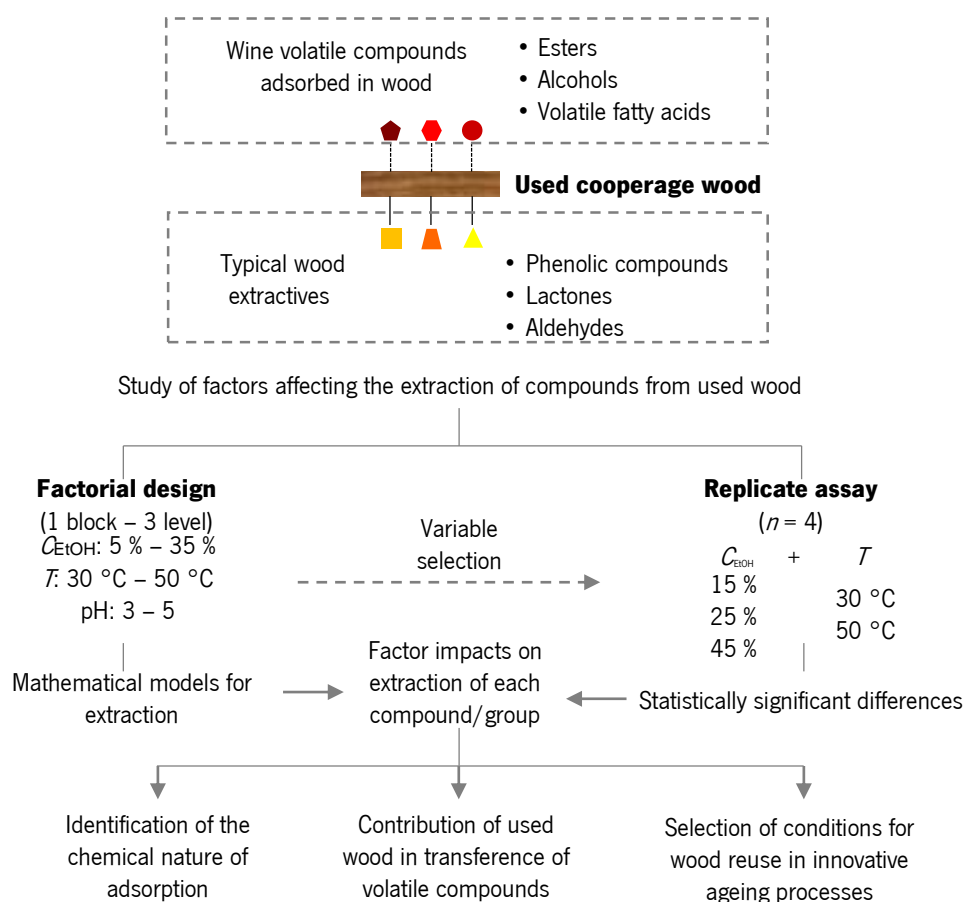 Wine volatile compounds
adsorbed in wood
• Esters
• Alcohols
• Volatile fatty acids
Used cooperage wood
Typical wood
extractives
• Phenolic compounds
• Lactones
• Aldehydes
Study of factors affecting the extraction of compounds from used wood
Factorial design
(1 block – 3 level)
CEtOH: 5 % – 35 %
T: 30 °C – 50 °C
pH: 3 – 5
Variable
selection
Replicate assay
(n = 4)
CEtOH + T
15 %
25 %
45 %
30 °C
50 °C
Mathematical models for
extraction
Factor impacts on
extraction of each
compound/group
Statistically significant differences
Identification of the
chemical nature of
adsorption
Contribution of used
wood in transference of
volatile compounds
Selection of conditions for
wood reuse in innovative
ageing processes